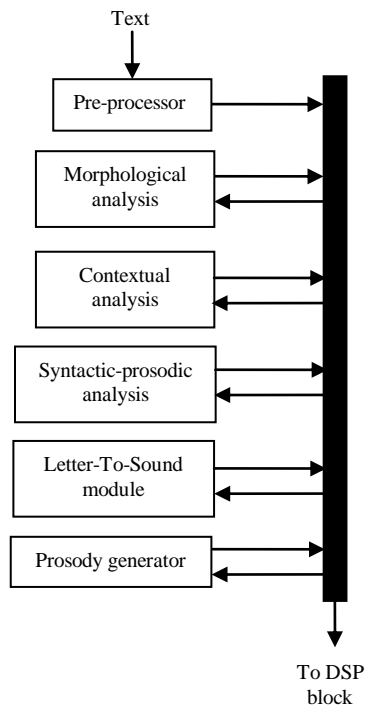 Text
Pre-processor
Morphological
analysis
Contextual
analysis
Syntactic-prosodic
analysis
Letter-To-Sound
module
Prosody generator
To DSP
block